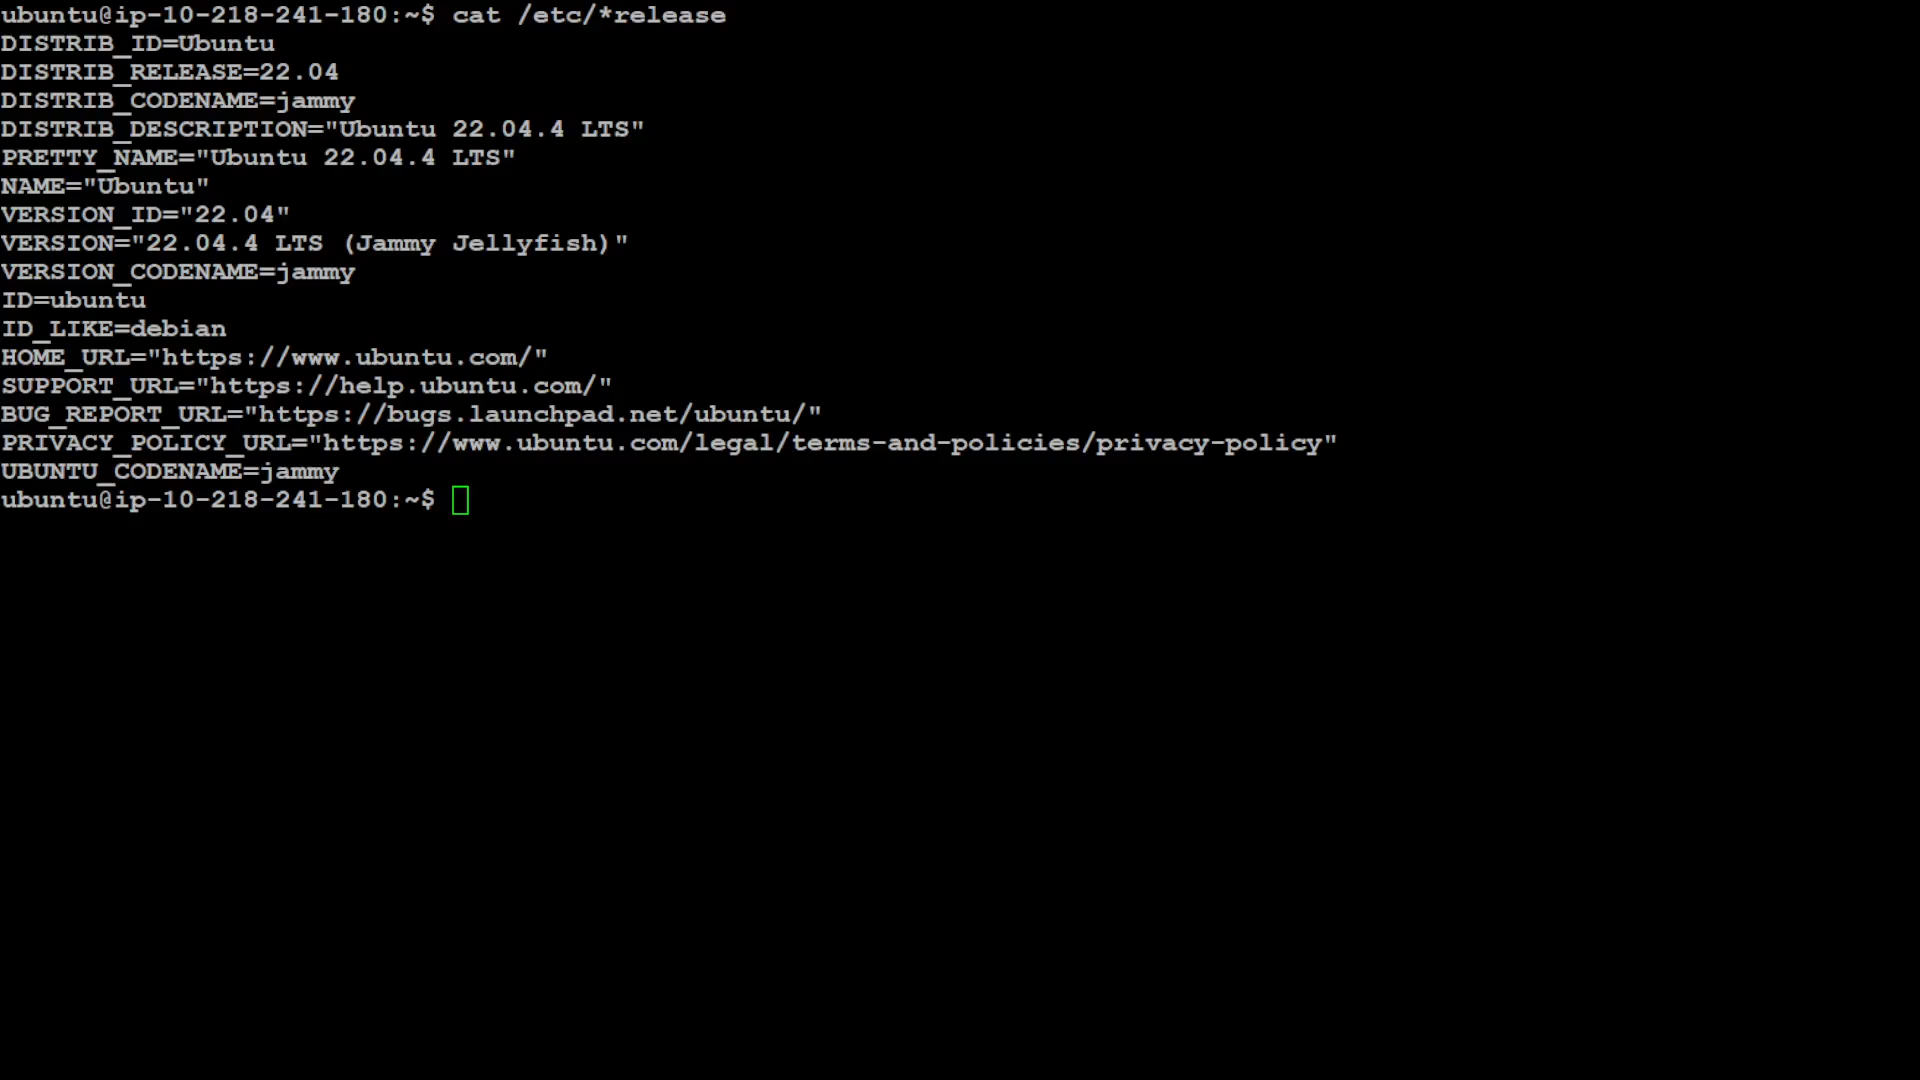 ubuntu@ip-10-218-241-180:~$ cat /etc/*release
DISTRIB_ID=Ubuntu
DISTRIB_RELEASE=22.04
DISTRIB_CODENAME=jammy
DISTRIB_DESCRIPTION="Ubuntu 22.04.4 LTS"
PRETTY_NAME="Ubuntu 22.04.4 LTS"
NAME="Ubuntu"
VERSION_ID="22.04"
VERSION="22.04.4 LTS (Jammy Jellyfish)"
VERSION_CODENAME=jammy
ID=ubuntu
ID_LIKE=debian
HOME_URL="https://www.ubuntu.com/"
SUPPORT_URL="https://help.ubuntu.com/"
BUG_REPORT_URL="https://bugs.launchpad.net/ubuntu/"
PRIVACY_POLICY_URL="https://www.ubuntu.com/legal/terms-and-policies/privacy-policy"
UBUNTU_CODENAME=jammy
ubuntu@ip-10-218-241-180:~$